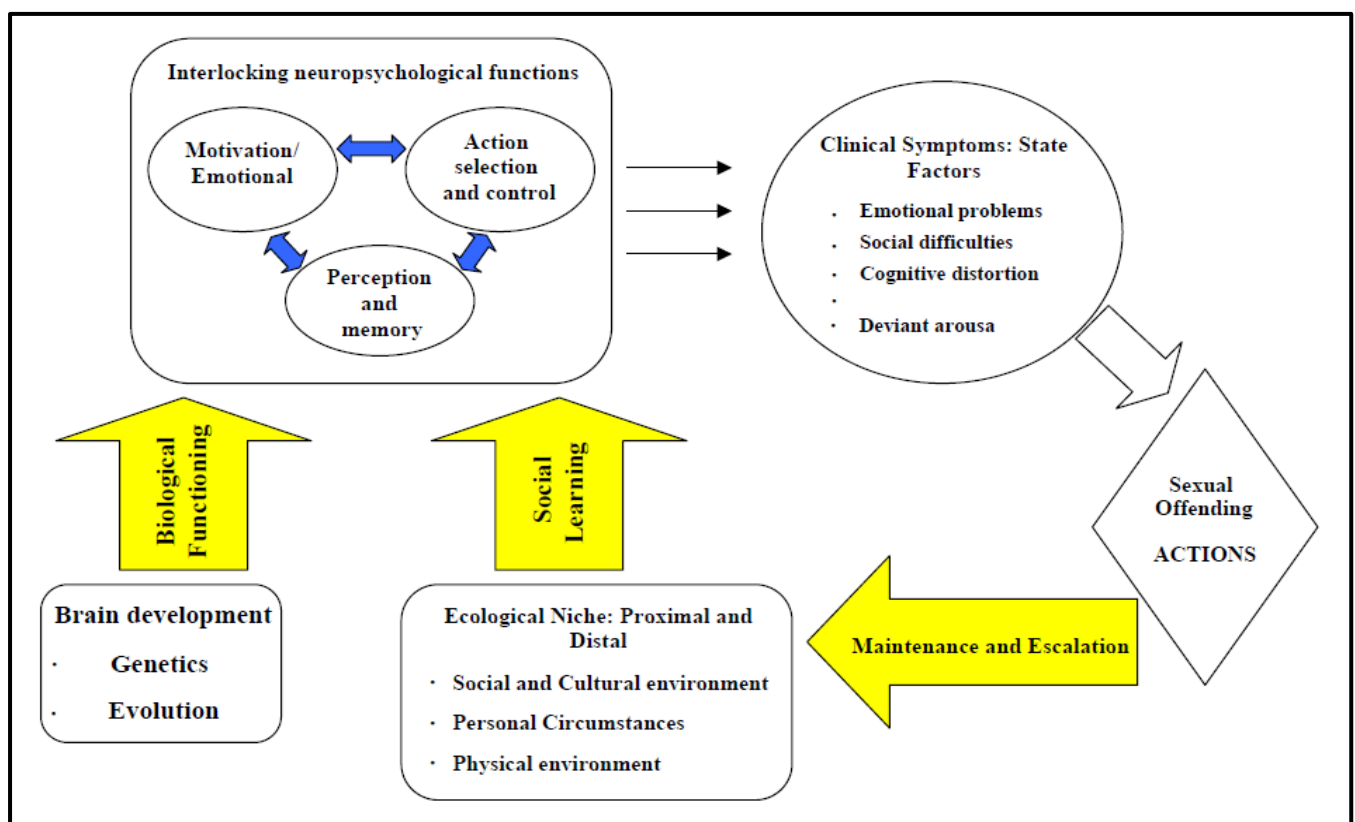 Interlocking neuropsychological functions
Motivation/
Emotional
Action
selection
and control
Perception
and
memory
Clinical Symptoms: State
Factors
· Emotional problems
· Social difficulties
· Cognitive distortion
·
· Deviant arousa
Biological
Functioning
Social
Learning
Sexual
Offending
ACTIONS
Brain development
· Genetics
· Evolution
Ecological Niche: Proximal and
Distal
· Social and Cultural environment
· Personal Circumstances
· Physical environment
Maintenance and Escalation